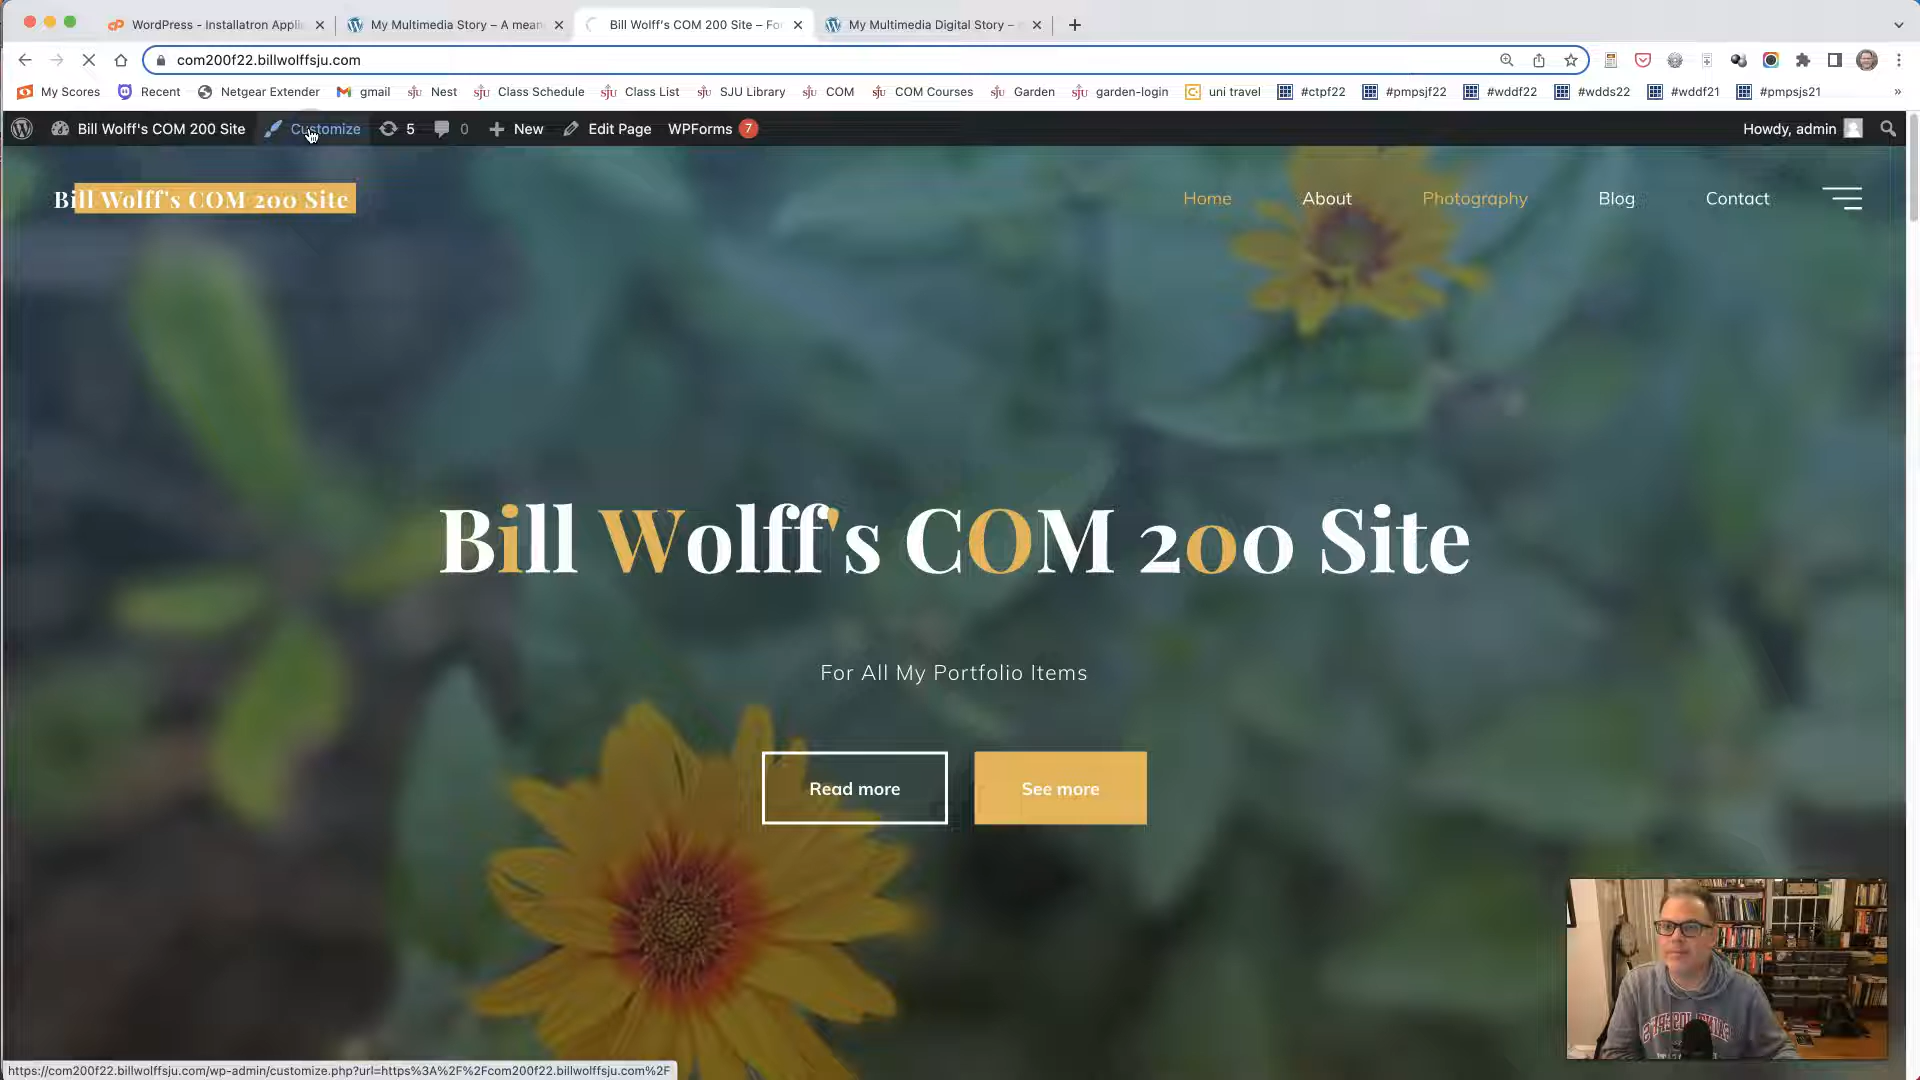 WordPress - Installatron Appli
My Multimedia Story – A mean
Bill Wolff's COM 200 Site – Fo
My Multimedia Digital Story –
com200f22.billwolffsju.com
My Scores
Recent
Netgear Extender
gmail
Nest
Class Schedule
Class List
SJU Library
COM
COM Courses
Garden
garden-login
uni travel
#ctpf22
#pmpsjf22
#wddf22
#wdds22
#wddf21
#pmpsj21
»
Bill Wolff's COM 200 Site
Customize
5
0
New
Edit Page
WPForms
7
Howdy, admin
Bill Wolff's COM 200 Site
Home
About
Photography
Blog
Contact
Bill Wolff's COM 200 Site
For All My Portfolio Items
Read more
See more
https://com200f22.billwolffsju.com/wp-admin/customize.php?url=https%3A%2F%2Fcom200f22.billwolffsju.com%2F